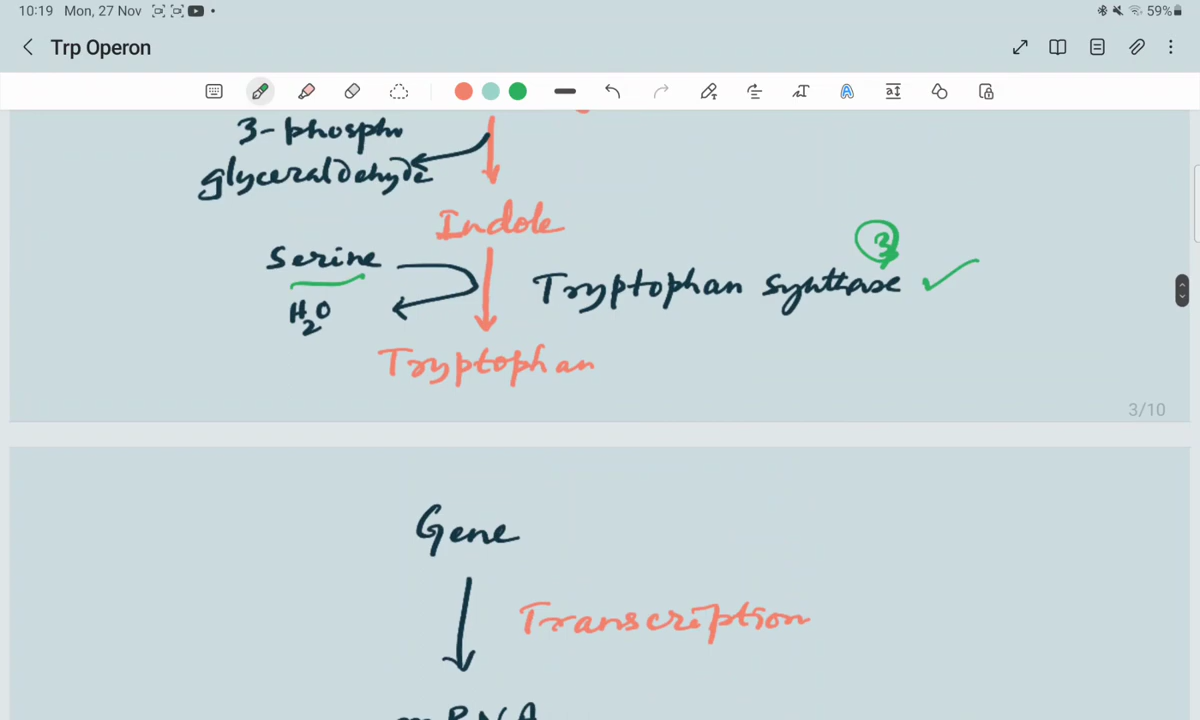 10:19 Mon, 27 Nov
59%
Trp Operon
3-phospho
glyceraldehyde
Indole
Serine
3
Tryptophan Synthase
H2O
Tryptophan
3/10
Gene
Transcription
mRNA